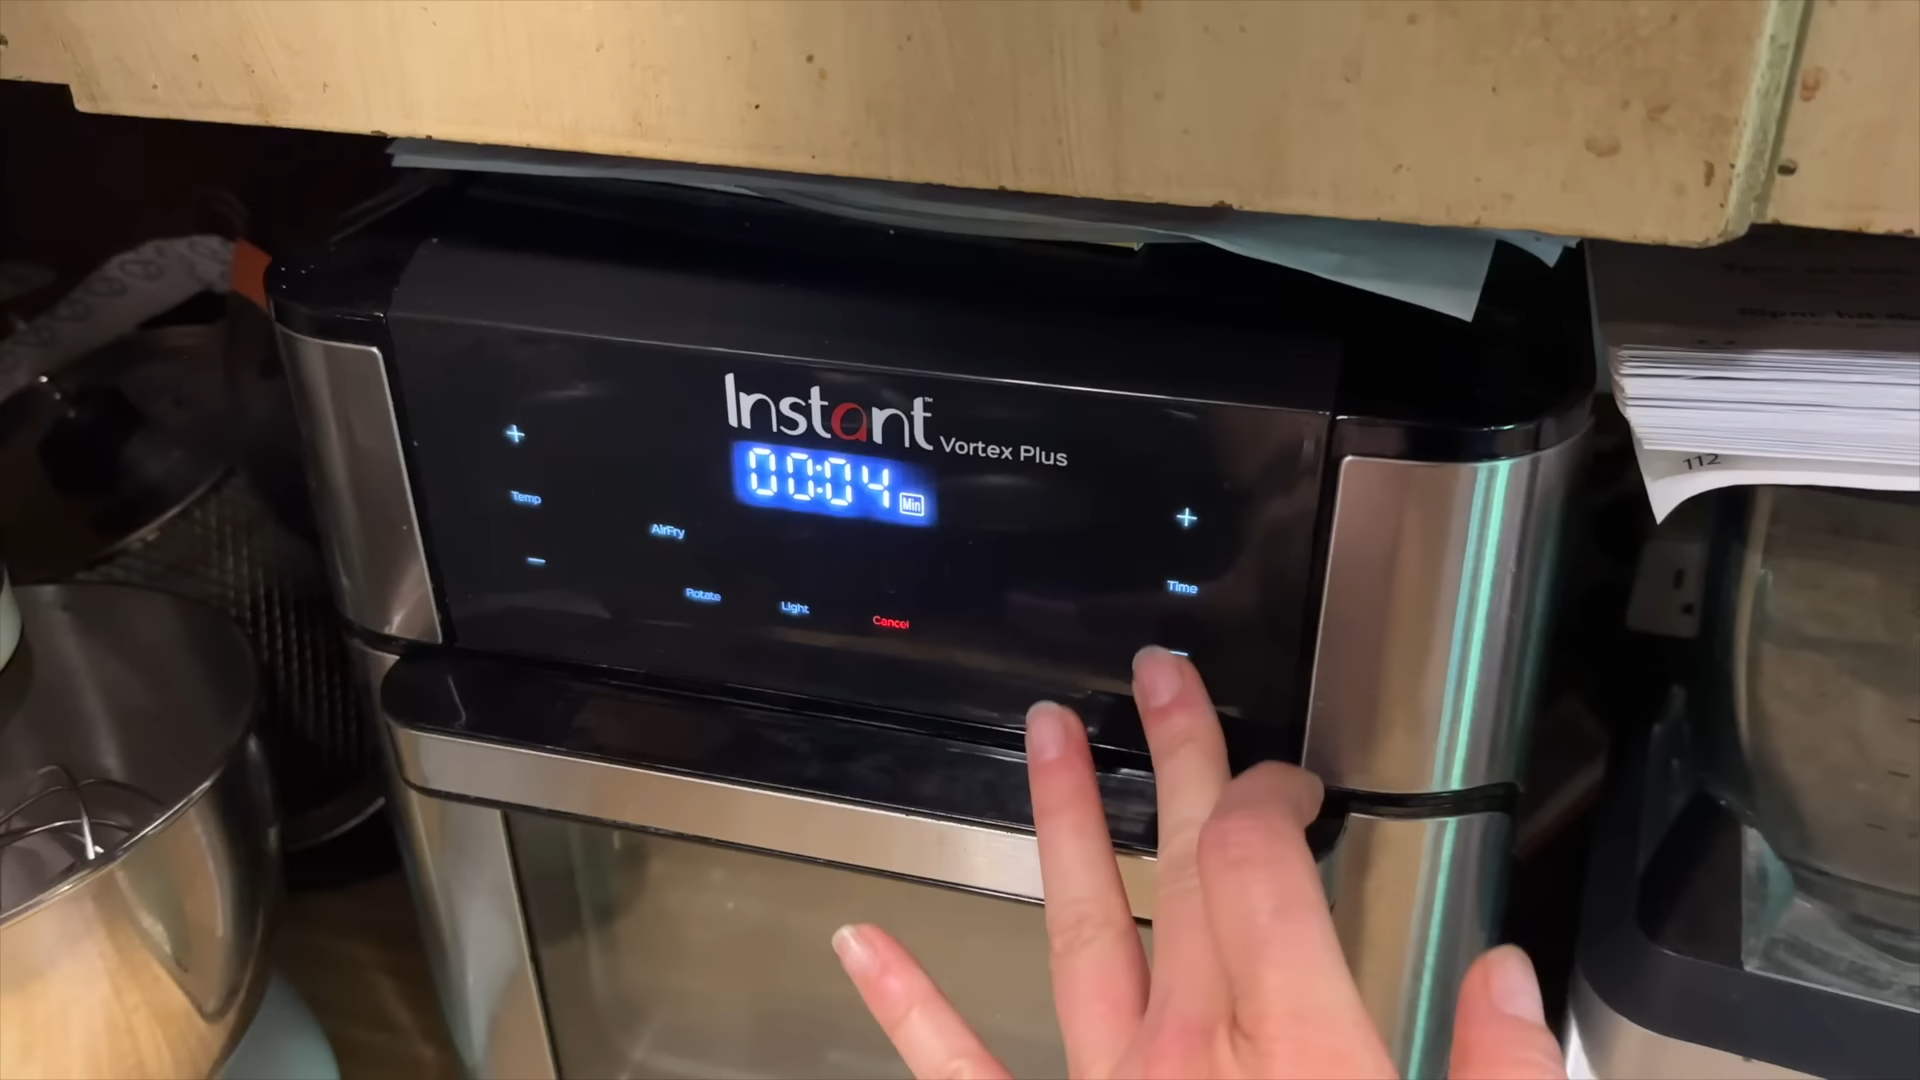 Instant™
Vortex Plus
00:04 Min
+
Temp
−
AirFry
Rotate
Light
Cancel
+
Time
−
112